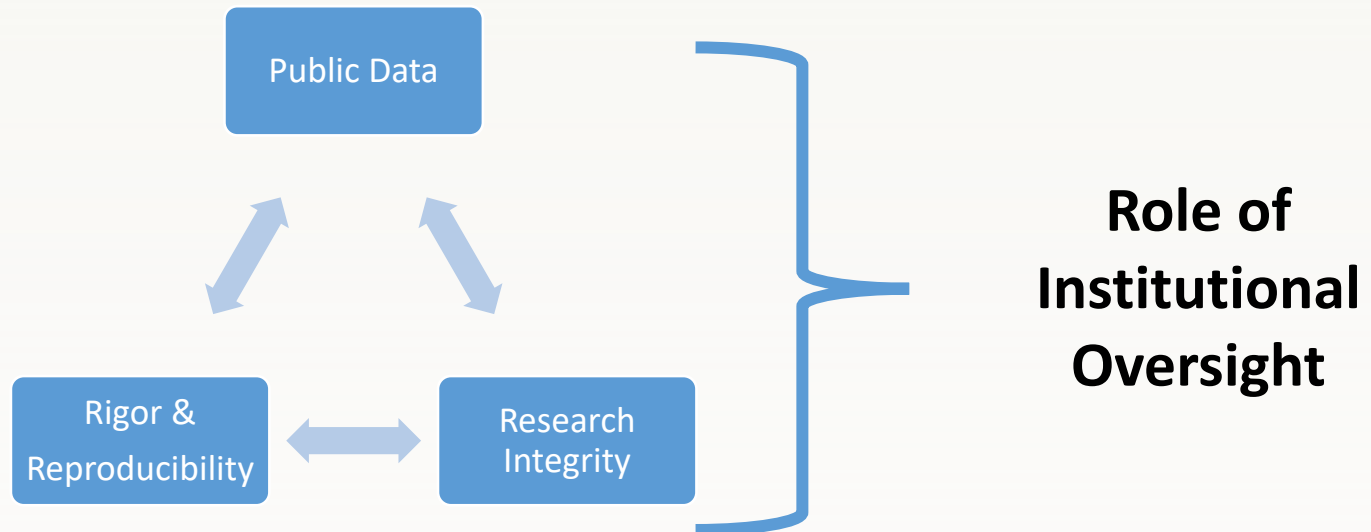 Public Data
Rigor &
Reproducibility
Research
Integrity
Role of
Institutional
Oversight